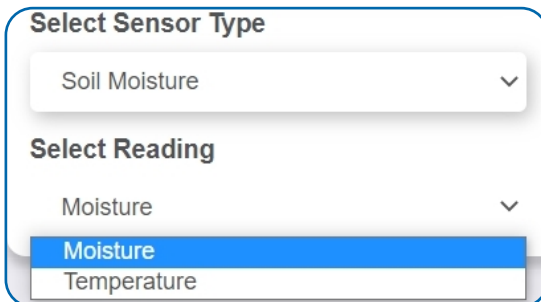 Select Sensor Type
Soil Moisture
Select Reading
Moisture
Moisture
Temperature